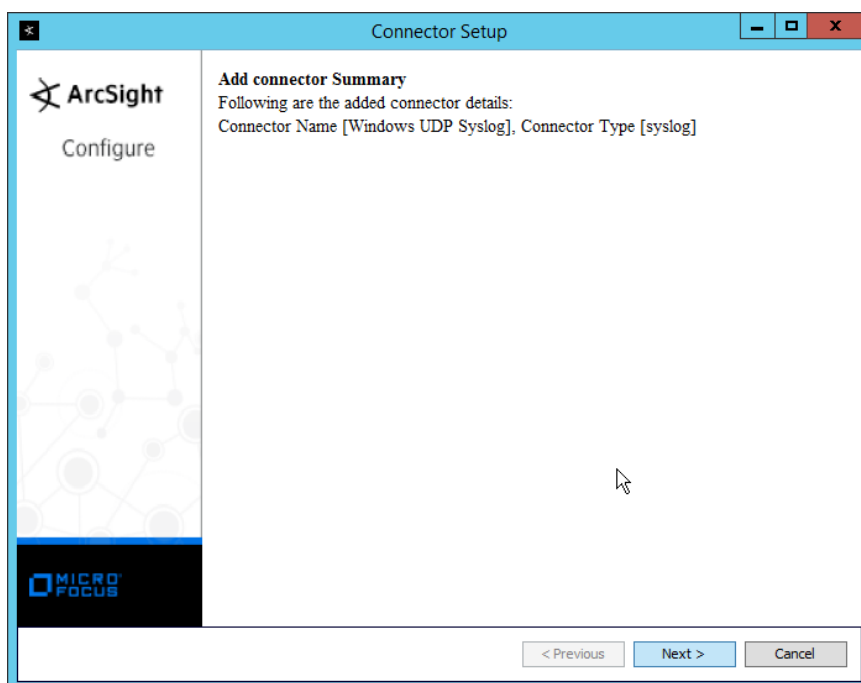 Connector Setup
ArcSight
Configure
Add connector Summary
Following are the added connector details:
Connector Name [Windows UDP Syslog], Connector Type [syslog]
MICRO
FOCUS
< Previous
Next >
Cancel